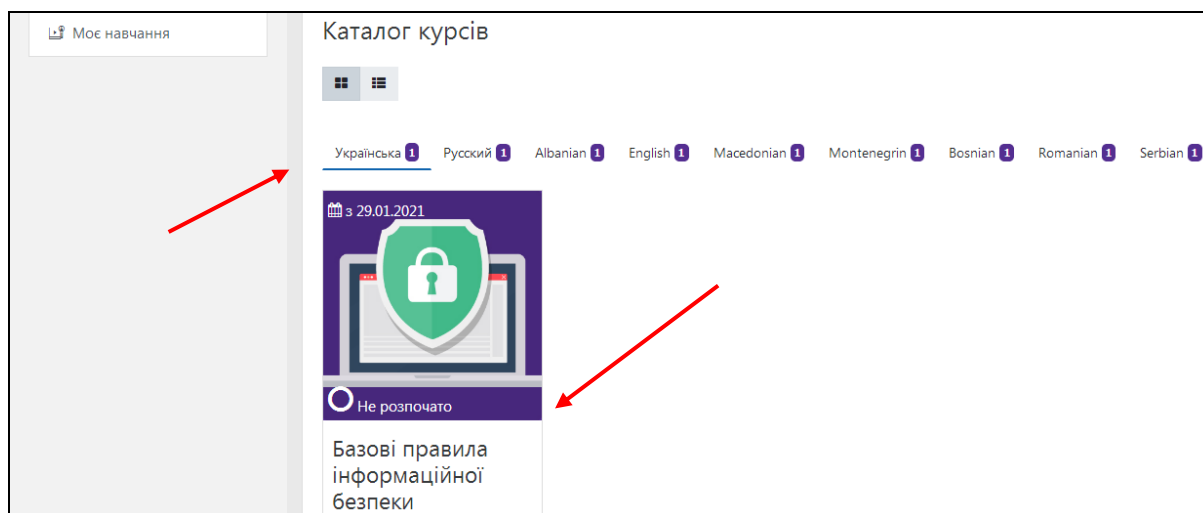 Моє навчання
Каталог курсів
Українська 1 Русский 1 Albanian 1 English 1 Macedonian 1 Montenegrin 1 Bosnian 1 Romanian 1 Serbian 1
з 29.01.2021
Не розпочато
Базові правила
інформаційної
безпеки